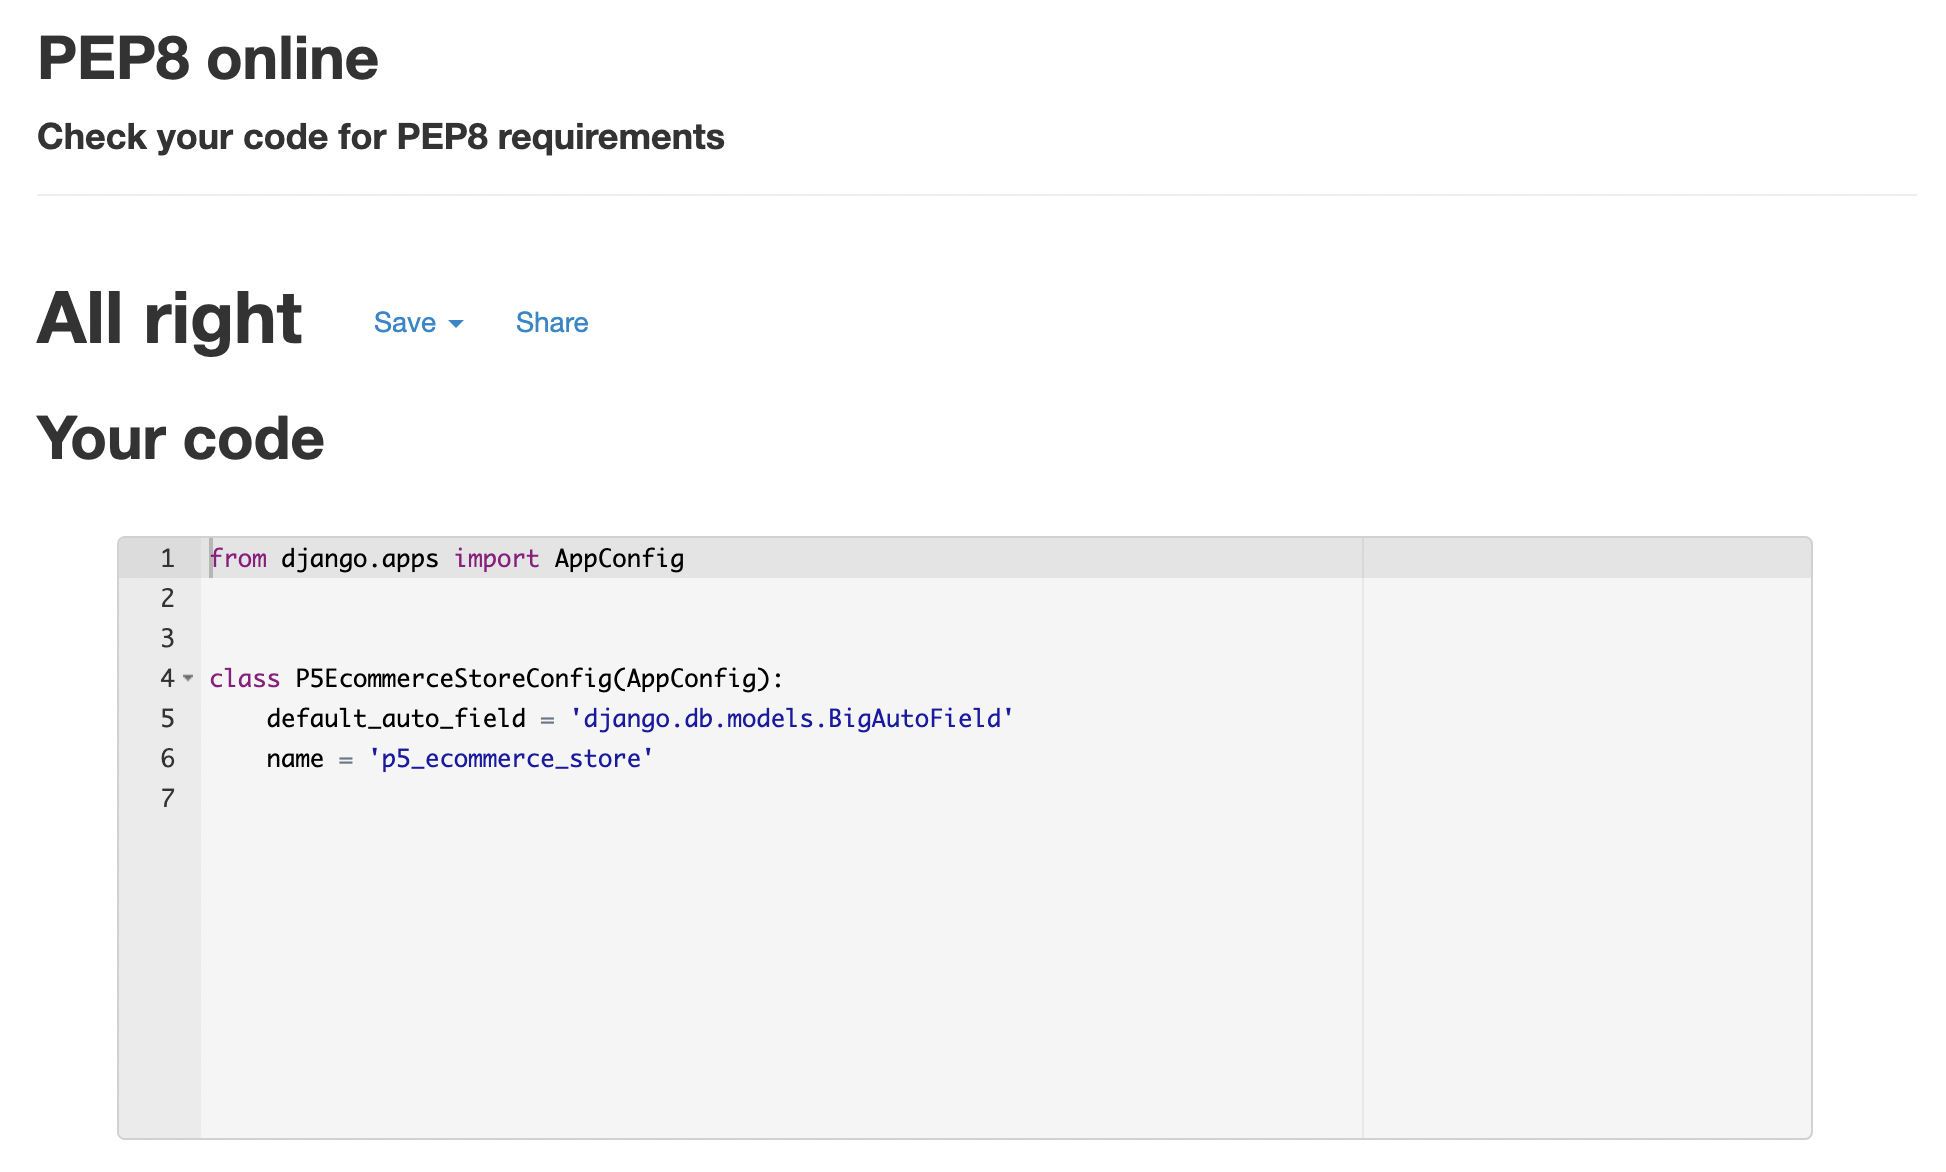 PEP8 online
Check your code for PEP8 requirements
All right Save Share
Your code
1 from django.apps import AppConfig
2
3
4 class P5EcommerceStoreConfig(AppConfig):
5     default_auto_field = 'django.db.models.BigAutoField'
6     name = 'p5_ecommerce_store'
7